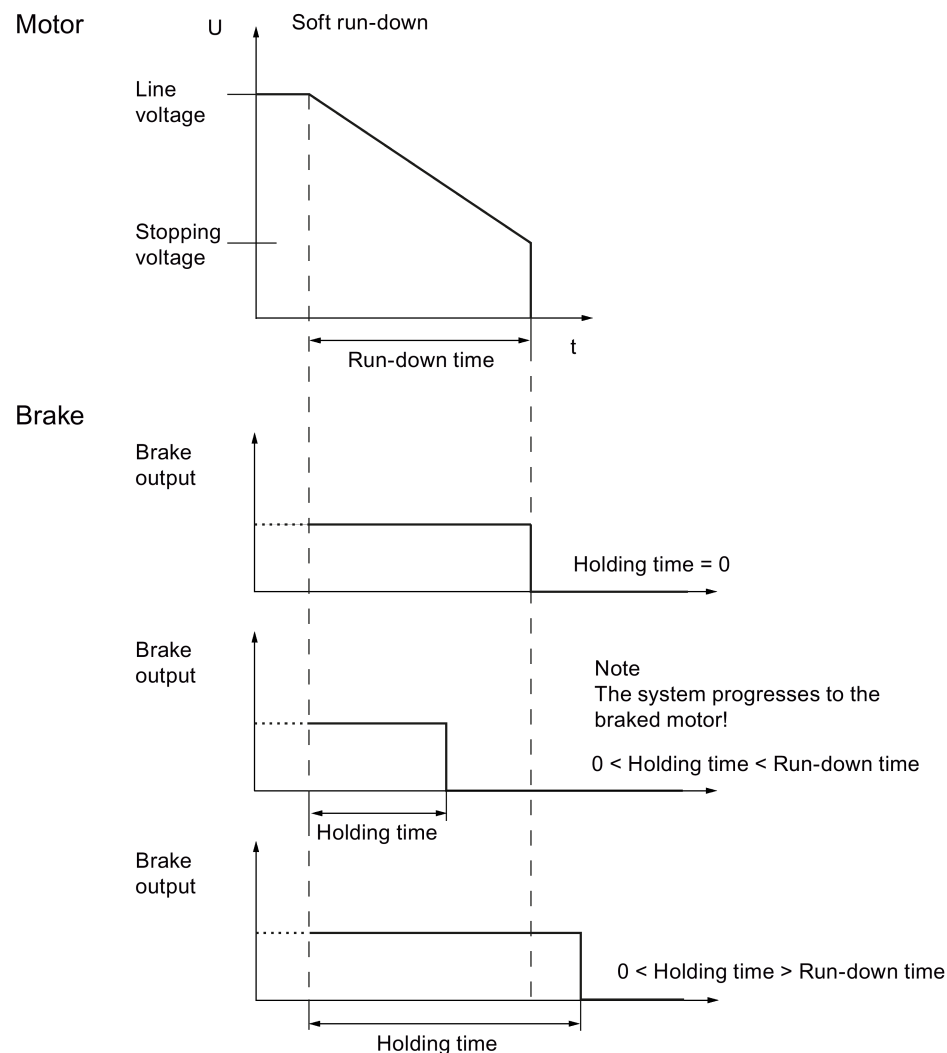 Motor
U
Soft run-down
Line
voltage
Stopping
voltage
t
Run-down time
Brake
Brake
output
Holding time = 0
Brake
output
Note
The system progresses to the
braked motor!
0 < Holding time < Run-down time
Holding time
Brake
output
0 < Holding time > Run-down time
Holding time